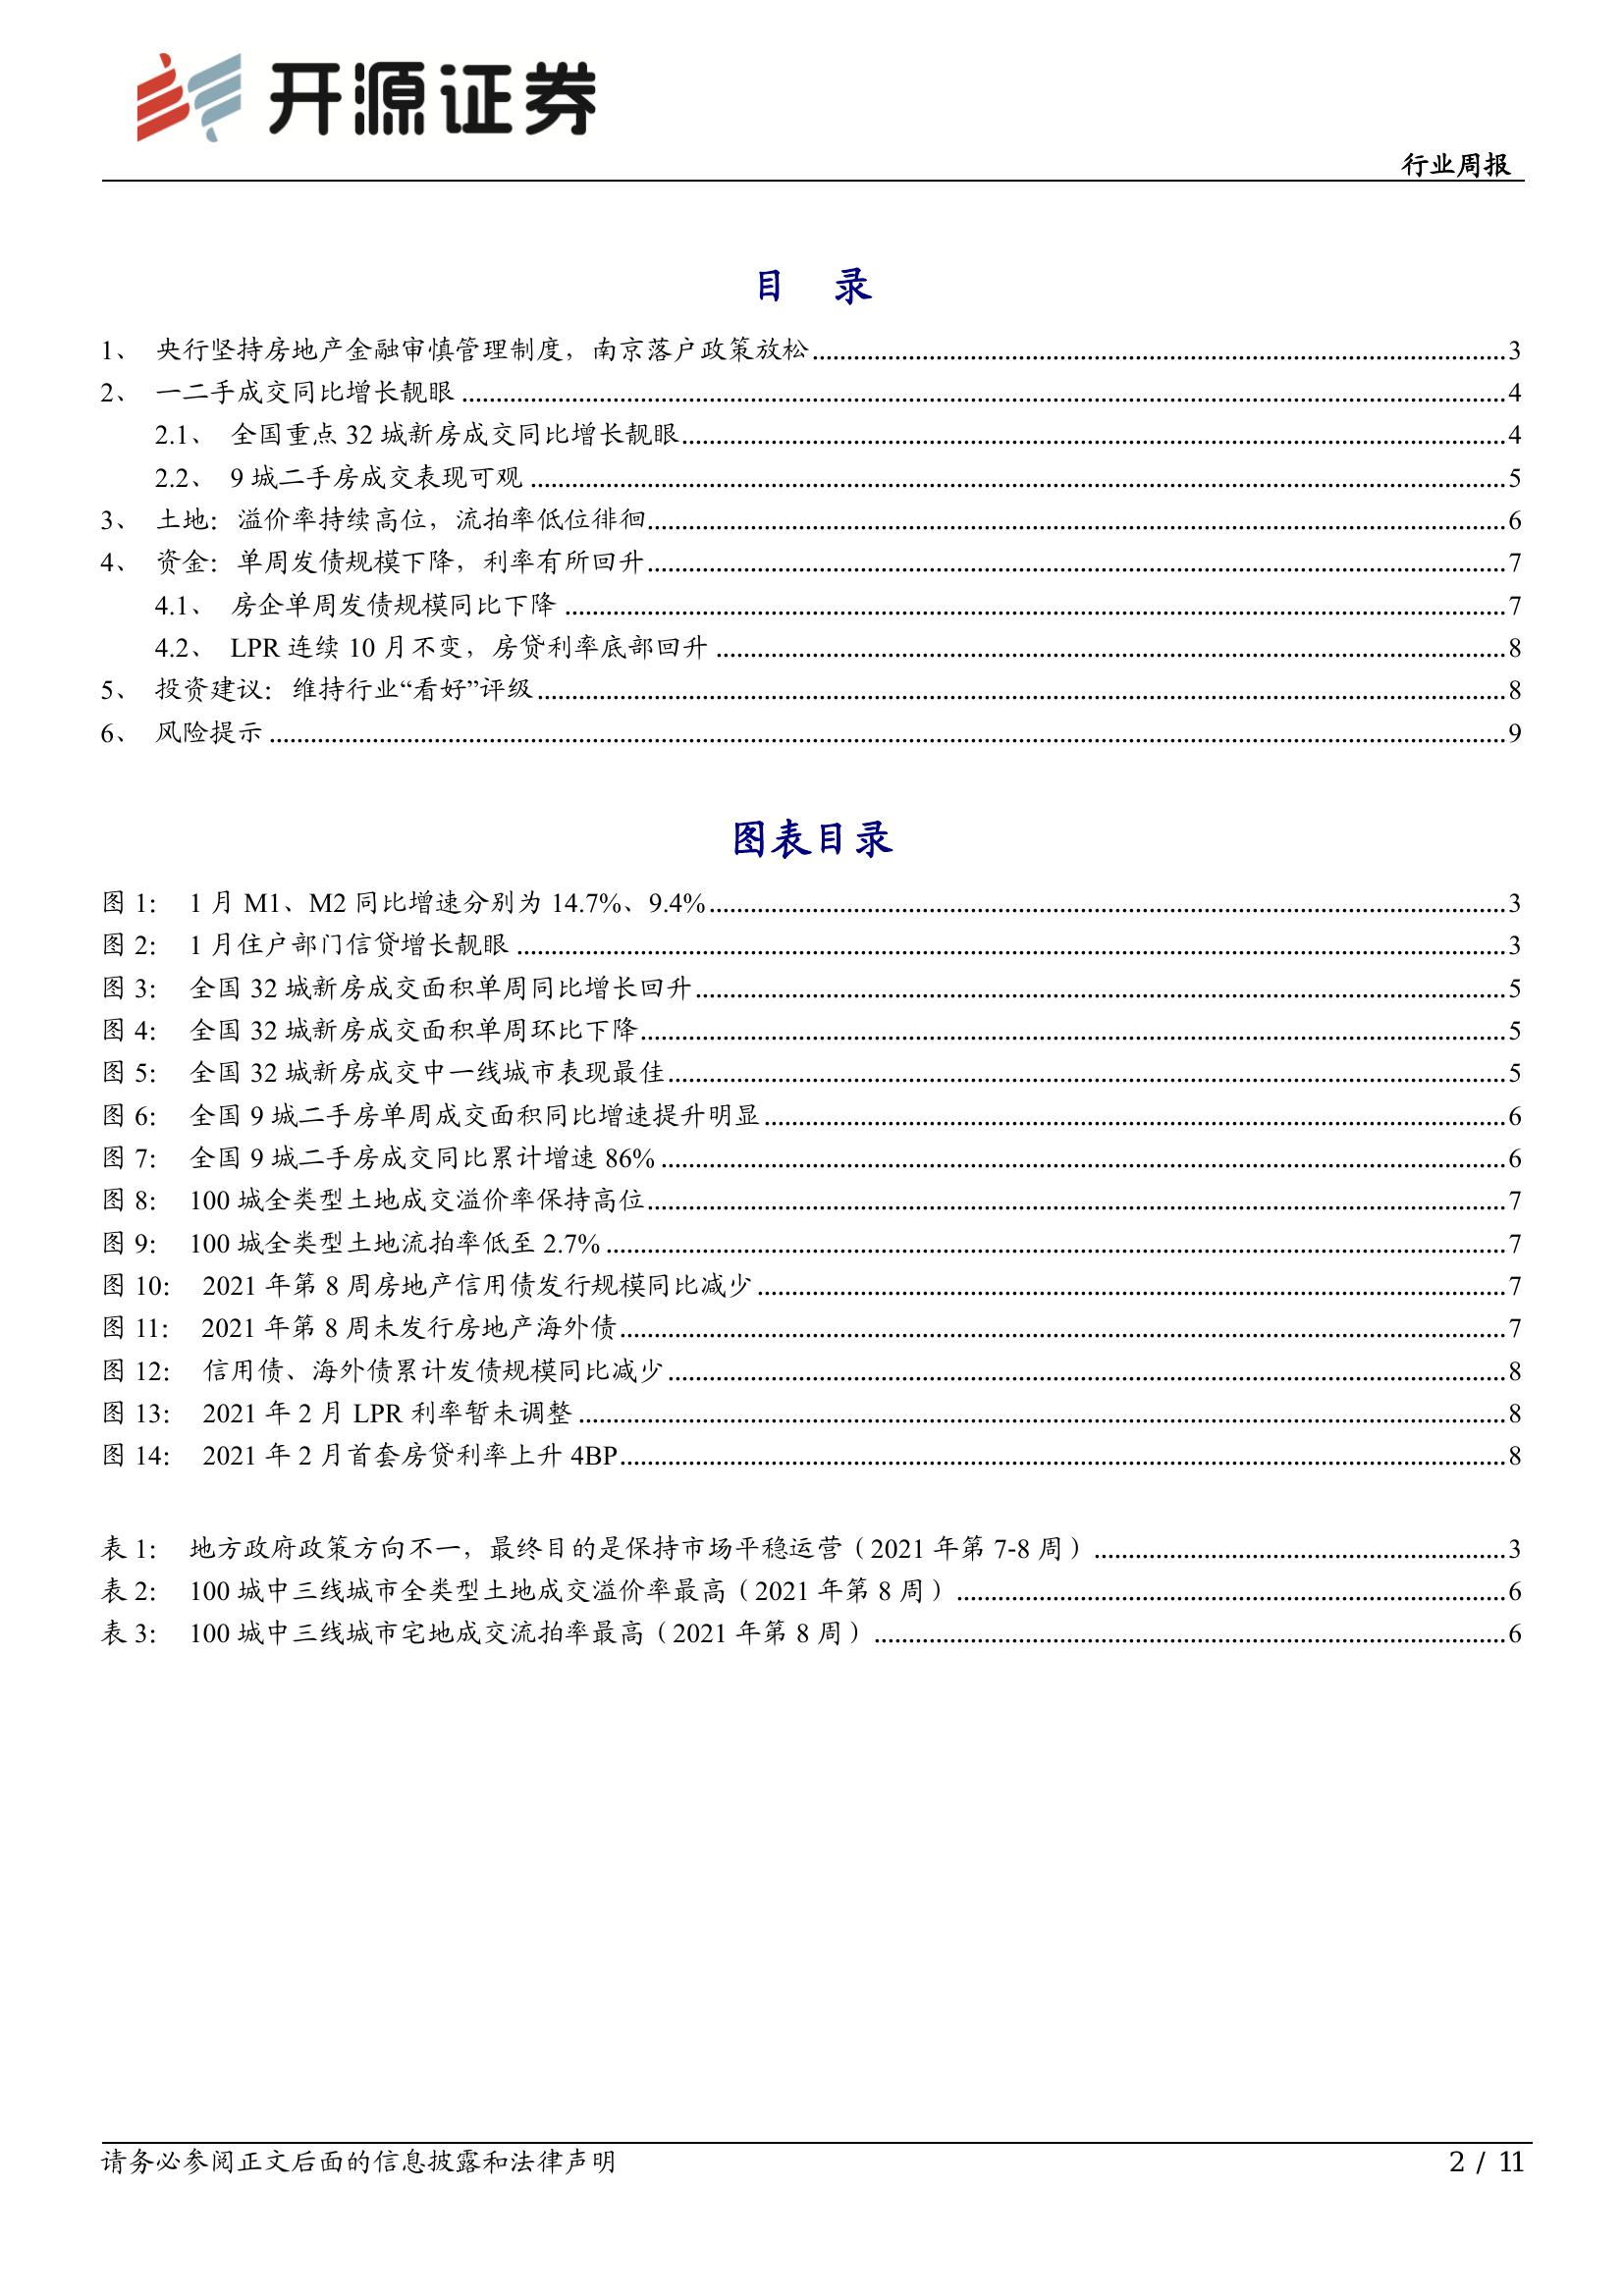 开源证券
行业周报
目 录
1、 央行坚持房地产金融审慎管理制度，南京落户政策放松 3
2、 一二手成交同比增长靓眼 4
2.1、 全国重点 32 城新房成交同比增长靓眼 4
2.2、 9 城二手房成交表现可观 5
3、 土地：溢价率持续高位，流拍率低位徘徊 6
4、 资金：单周发债规模下降，利率有所回升 7
4.1、 房企单周发债规模同比下降 7
4.2、 LPR 连续 10 月不变，房贷利率底部回升 8
5、 投资建议：维持行业“看好”评级 8
6、 风险提示 9
图表目录
图 1： 1 月 M1、M2 同比增速分别为 14.7%、9.4% 3
图 2： 1 月住户部门信贷增长靓眼 3
图 3： 全国 32 城新房成交面积单周同比增长回升 5
图 4： 全国 32 城新房成交面积单周环比下降 5
图 5： 全国 32 城新房成交中一线城市表现最佳 5
图 6： 全国 9 城二手房单周成交面积同比增速提升明显 6
图 7： 全国 9 城二手房成交同比累计增速 86% 6
图 8： 100 城全类型土地成交溢价率保持高位 7
图 9： 100 城全类型土地流拍率低至 2.7% 7
图 10： 2021 年第 8 周房地产信用债发行规模同比减少 7
图 11： 2021 年第 8 周未发行房地产海外债 7
图 12： 信用债、海外债累计发债规模同比减少 8
图 13： 2021 年 2 月 LPR 利率暂未调整 8
图 14： 2021 年 2 月首套房贷利率上升 4BP 8
表 1： 地方政府政策方向不一，最终目的是保持市场平稳运营（2021 年第 7-8 周） 3
表 2： 100 城中三线城市全类型土地成交溢价率最高（2021 年第 8 周） 6
表 3： 100 城中三线城市宅地成交流拍率最高（2021 年第 8 周） 6
请务必参阅正文后面的信息披露和法律声明
2 / 11